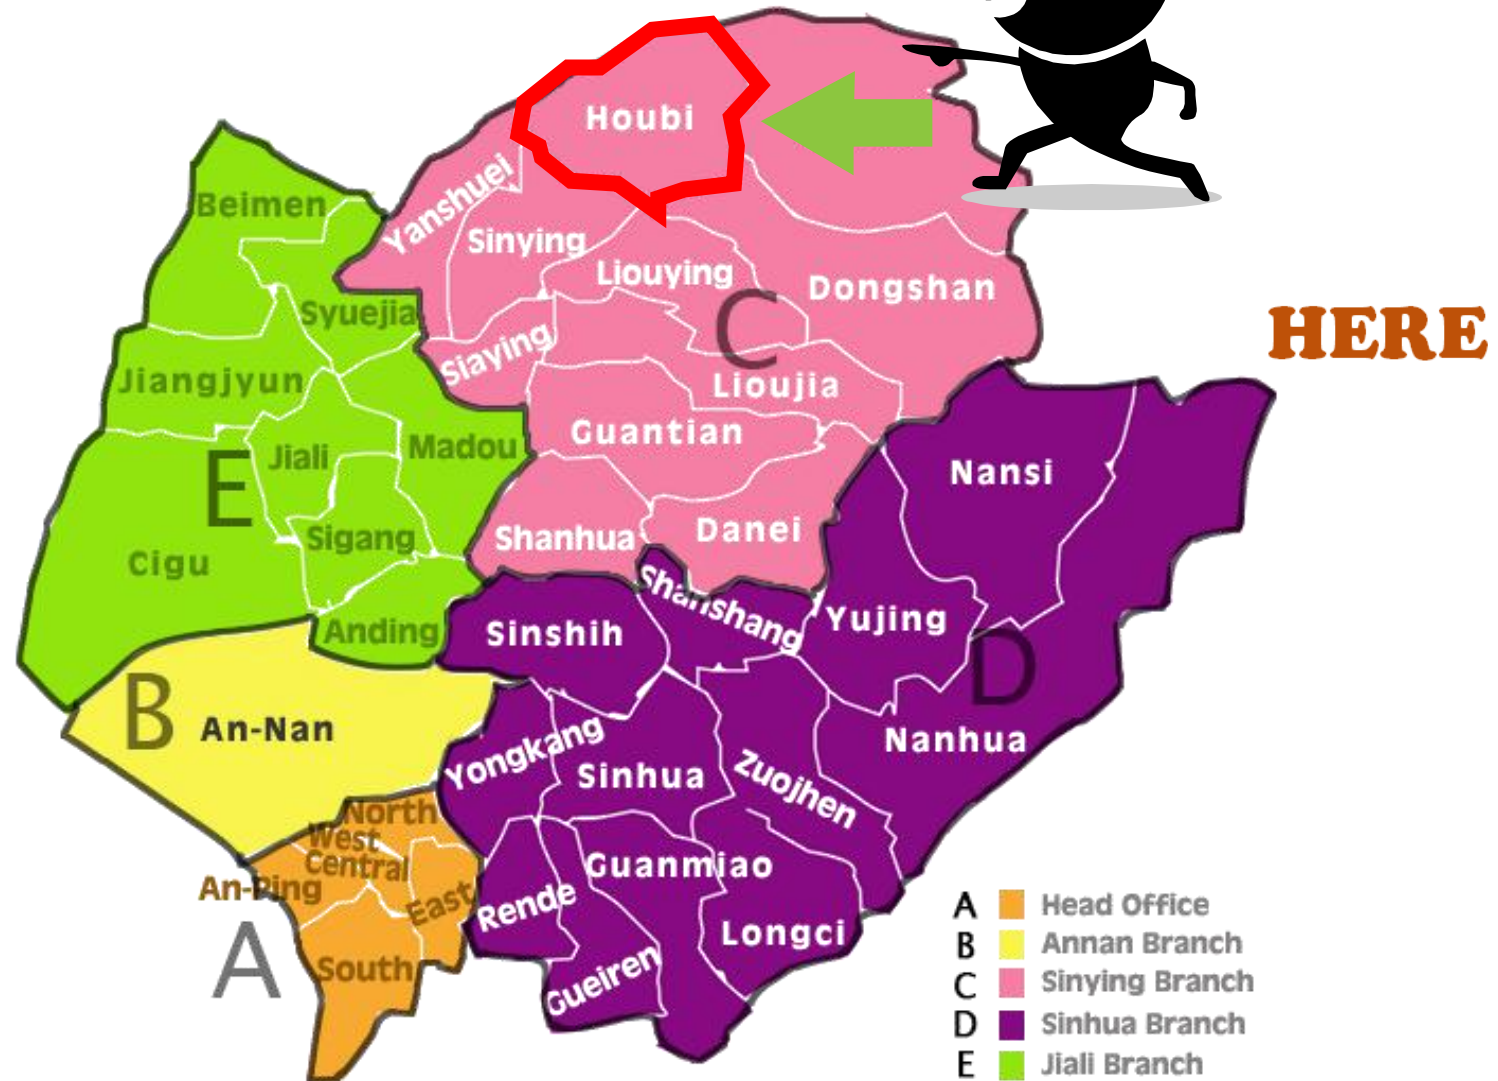 Houbi
Yanshuei
Beimen
Sinying
Liouying
Dongshan
HERE
Syuejia
C
Siaying
Jiangjyun
Lioujia
Guantian
Madou
Jiali
Nansi
E
Danei
Sigang
Shanhua
Cigu
Shanshang
Yujing
Anding
Sinshih
D
B
An-Nan
Nanhua
Yongkang
Sinhua
Zuojhen
North
West
Central
Guanmiao
An-Ping
East
Rende
Longci
A
South
Gueiren
A Head Office
B Annan Branch
C Sinying Branch
D Sinhua Branch
E Jiali Branch